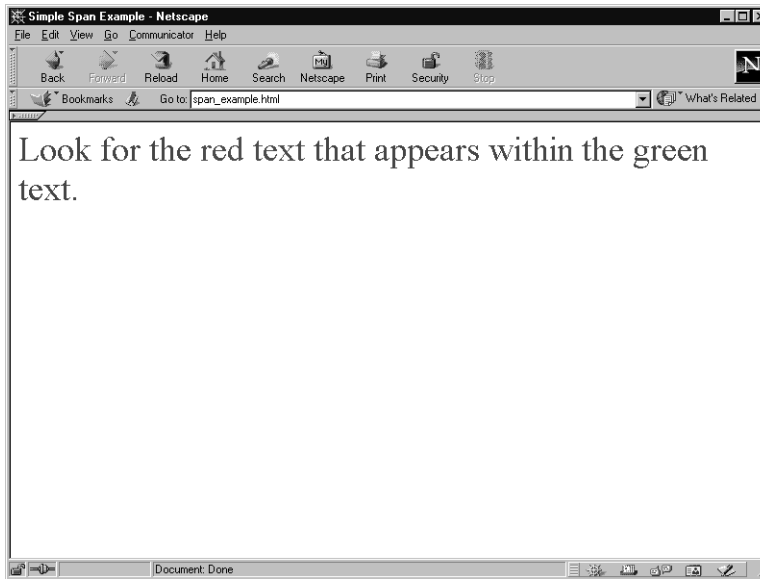 Simple Span Example - Netscape
File Edit View Go Communicator Help
My
N
Back Forward Reload Home Search Netscape Print Security Stop
Bookmarks Go to: span_example.html What's Related
Look for the red text that appears within the green
text.
Document: Done